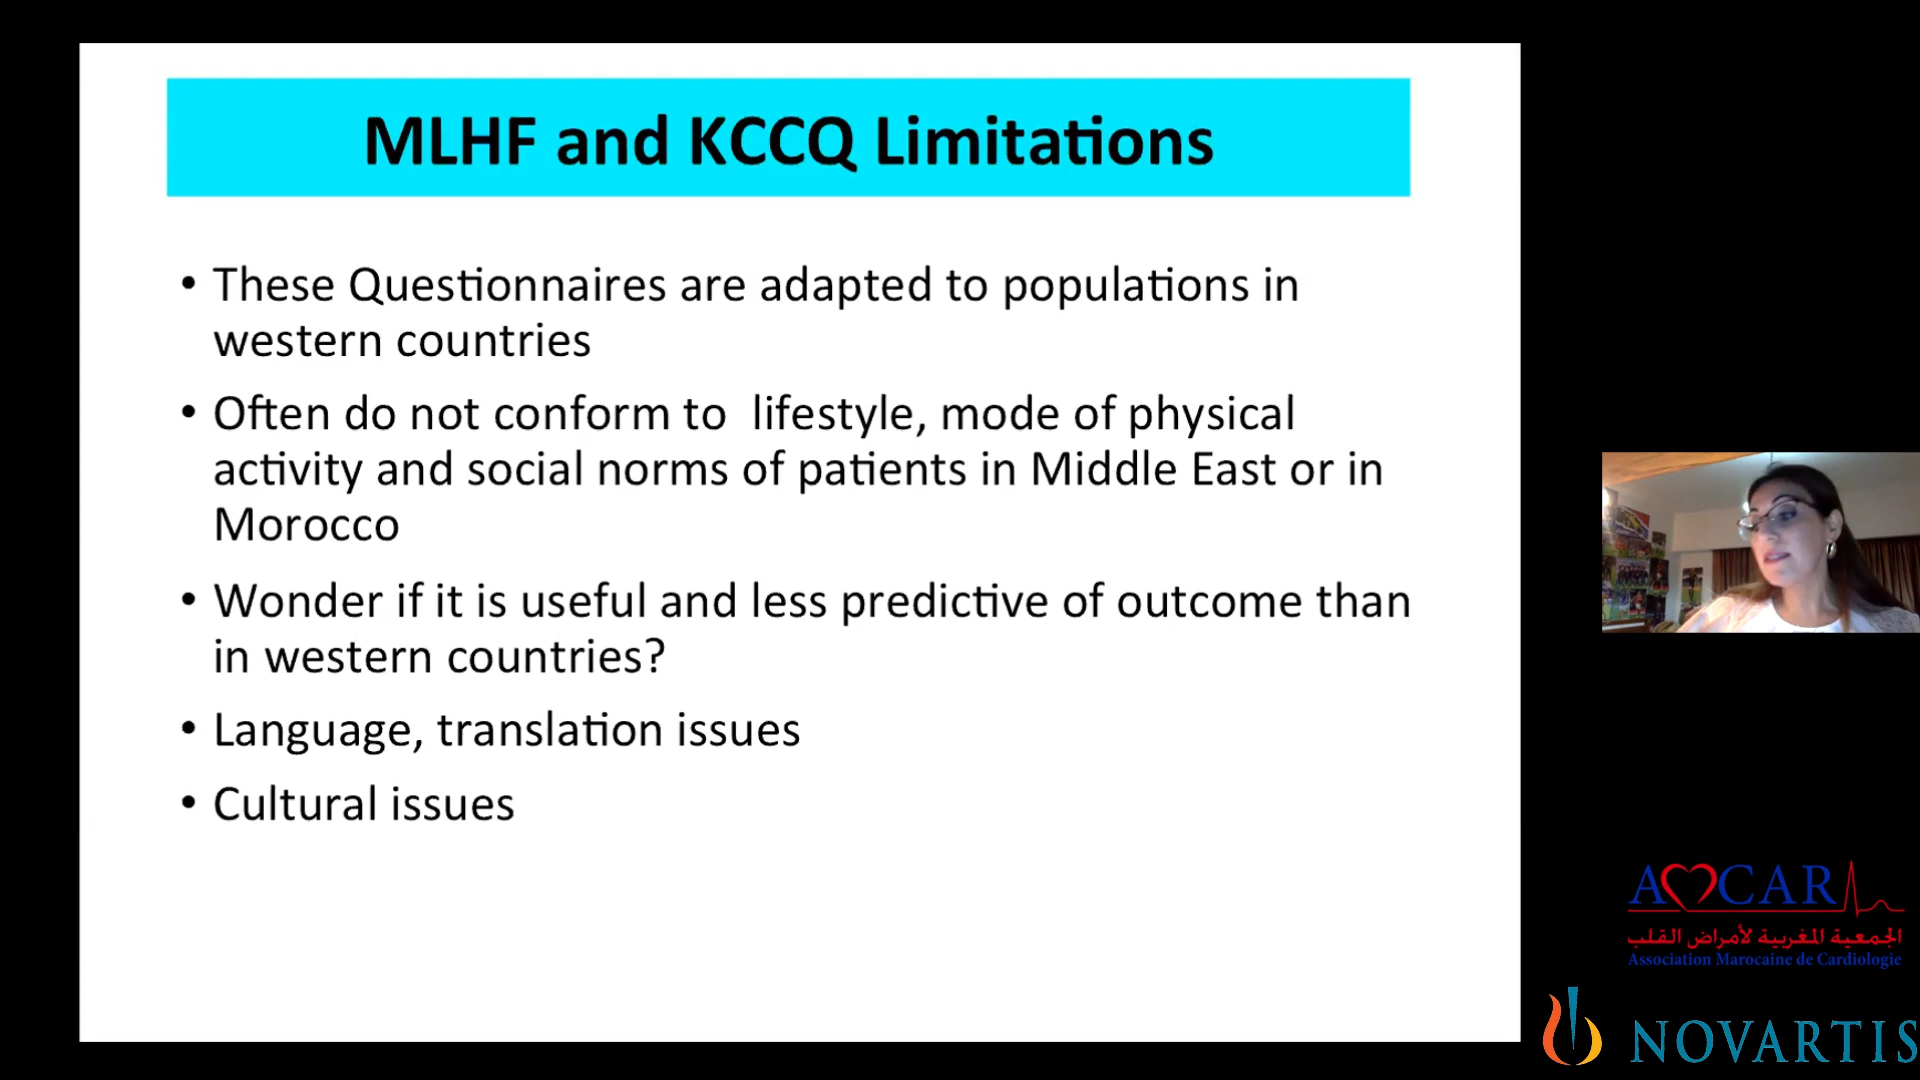 MLHF and KCCQ Limitations
• These Questionnaires are adapted to populations in
western countries
• Often do not conform to  lifestyle, mode of physical
activity and social norms of patients in Middle East or in
Morocco
• Wonder if it is useful and less predictive of outcome than
in western countries?
• Language, translation issues
• Cultural issues
AMCAR
الجمعية المغربية لأمراض القلب
Association Marocaine de Cardiologie
NOVARTIS